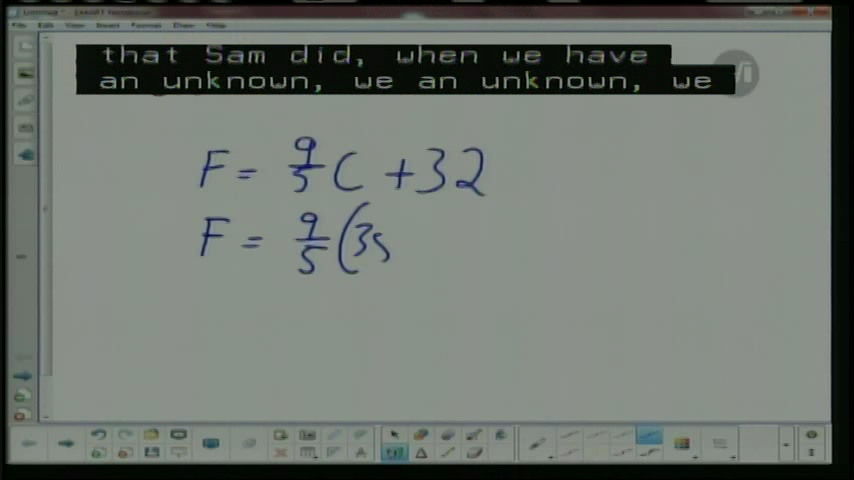 that Sam did, when we have
an unknown, we an unknown, we
F = 9/5 C + 32
F = 9/5 (35